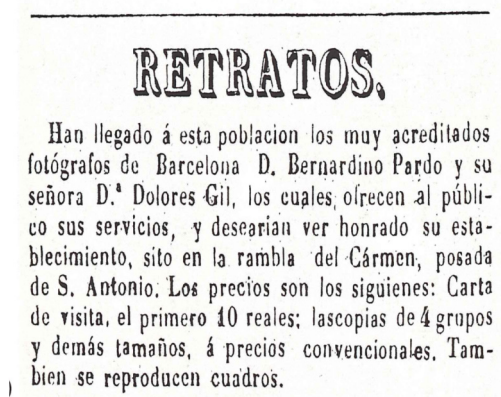 RETRATOS.
Han llegado á esta poblacion los muy acreditados
fotógrafos de Barcelona D. Bernardino Pardo y su
señora D.ª Dolores Gil, los cuales, ofrecen al públi-
co sus servicios, y desearian ver honrado su esta-
blecimiento, sito en la rambla del Cármen, posada
de S. Antonio. Los precios son los siguienes: Carta
de visita, el primero 10 reales; lascopias de 4 grupos
y demás tamaños, á precios convencionales. Tam-
bien se reproducen cuadros.